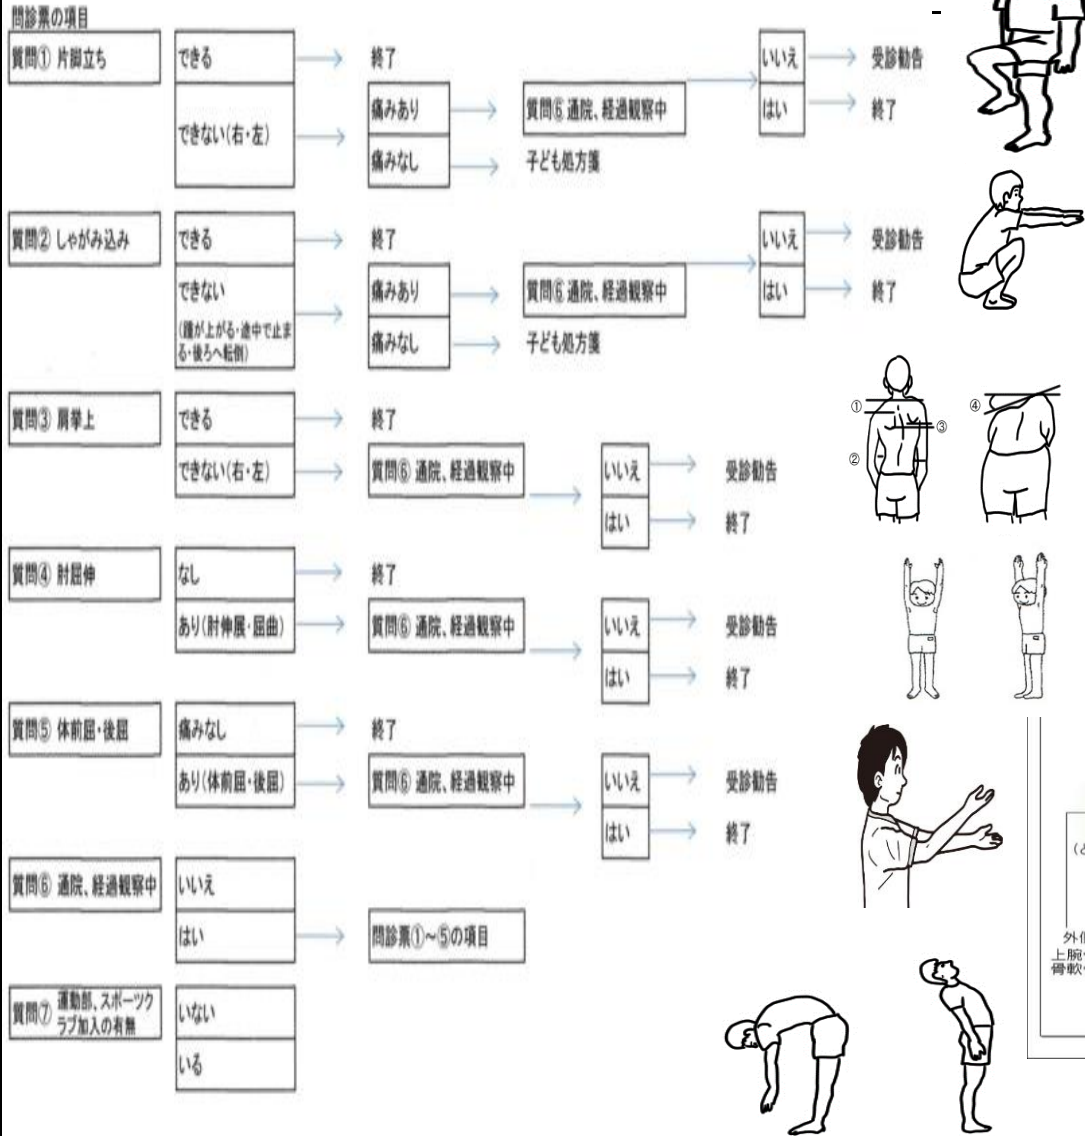 問診票の項目
質問① 片脚立ち
できる
終了
できない(右・左)
痛みあり
質問⑥ 通院、経過観察中
いいえ
受診勧告
はい
終了
痛みなし
子ども処方箋
質問② しゃがみ込み
できる
終了
できない
(踵が上がる・途中で止ま
る・後ろへ転倒)
痛みあり
質問⑥ 通院、経過観察中
いいえ
受診勧告
はい
終了
痛みなし
子ども処方箋
質問③ 肩挙上
できる
終了
できない(右・左)
質問⑥ 通院、経過観察中
いいえ
受診勧告
はい
終了
①
②
③
④
質問④ 肘屈伸
なし
終了
あり(肘伸展・屈曲)
質問⑥ 通院、経過観察中
いいえ
受診勧告
はい
終了
質問⑤ 体前屈・後屈
痛みなし
終了
あり(体前屈・後屈)
質問⑥ 通院、経過観察中
いいえ
受診勧告
はい
終了
質問⑥ 通院、経過観察中
いいえ
はい
問診票①～⑤の項目
質問⑦ 運動部、スポーツク
ラブ加入の有無
いない
いる
上腕
骨軟